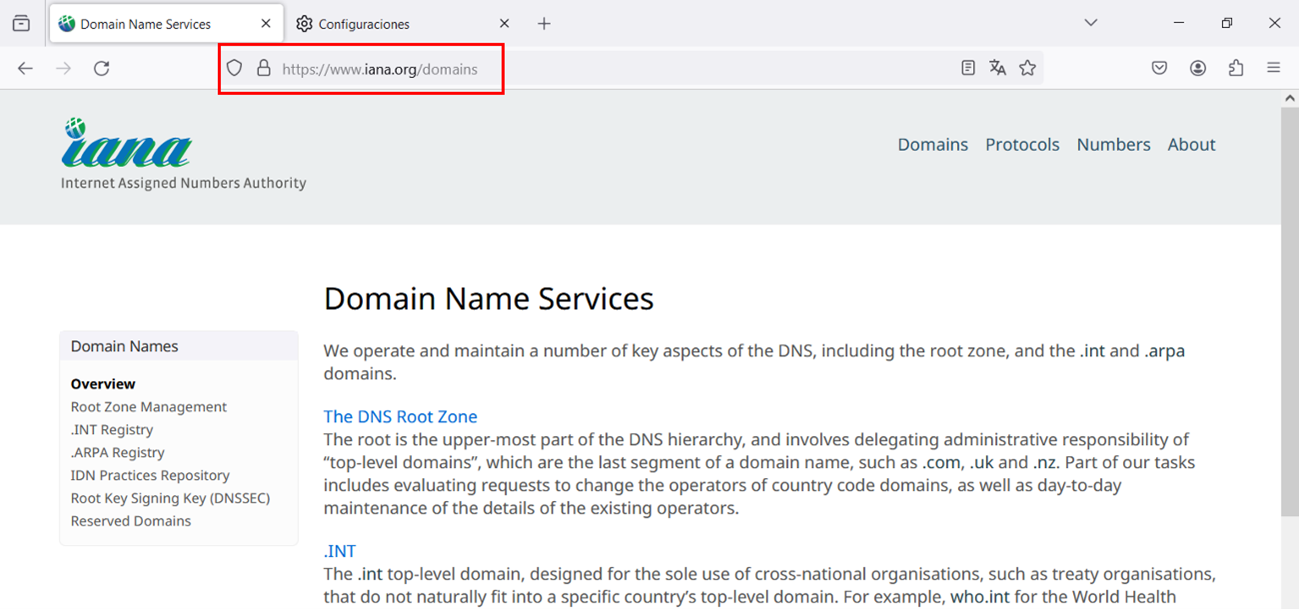 Domain Name Services
Configuraciones
https://www.iana.org/domains
iana
Internet Assigned Numbers Authority
Domains Protocols Numbers About
Domain Name Services
Domain Names
Overview
Root Zone Management
.INT Registry
.ARPA Registry
IDN Practices Repository
Root Key Signing Key (DNSSEC)
Reserved Domains
We operate and maintain a number of key aspects of the DNS, including the root zone, and the .int and .arpa
domains.
The DNS Root Zone
The root is the upper-most part of the DNS hierarchy, and involves delegating administrative responsibility of
“top-level domains”, which are the last segment of a domain name, such as .com, .uk and .nz. Part of our tasks
includes evaluating requests to change the operators of country code domains, as well as day-to-day
maintenance of the details of the existing operators.
.INT
The .int top-level domain, designed for the sole use of cross-national organisations, such as treaty organisations,
that do not naturally fit into a specific country’s top-level domain. For example, who.int for the World Health